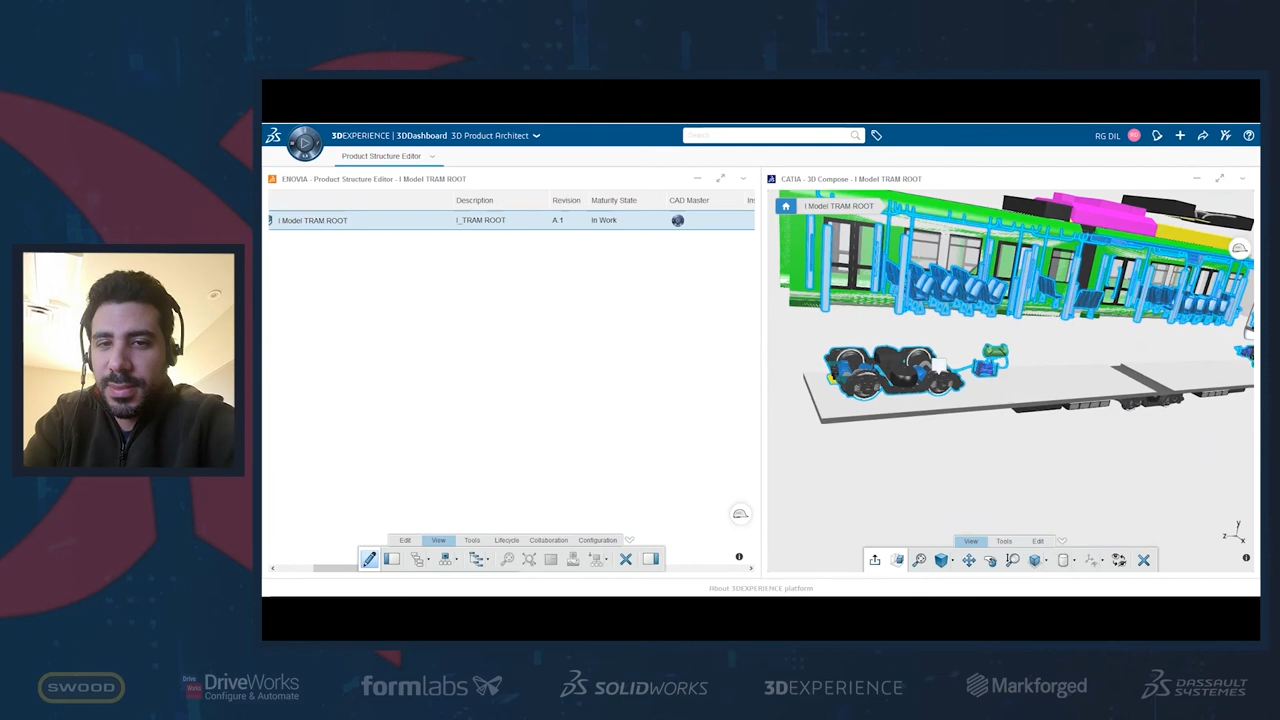 3DEXPERIENCE | 3DDashboard 3D Product Architect
Search
RG DIL
Product Structure Editor
ENOVIA - Product Structure Editor - I Model TRAM ROOT
Description Revision Maturity State CAD Master
I Model TRAM ROOT I_TRAM ROOT A.1 In Work
Edit View Tools Lifecycle Collaboration Configuration
CATIA - 3D Compose - I Model TRAM ROOT
I Model TRAM ROOT
y
z x
View Tools Edit
About 3DEXPERIENCE platform
SWOOD
Drive Works
DriveWorks
Configure & Automate
formlabs
SOLIDWORKS
3DEXPERIENCE
Markforged
DASSAULT SYSTEMES